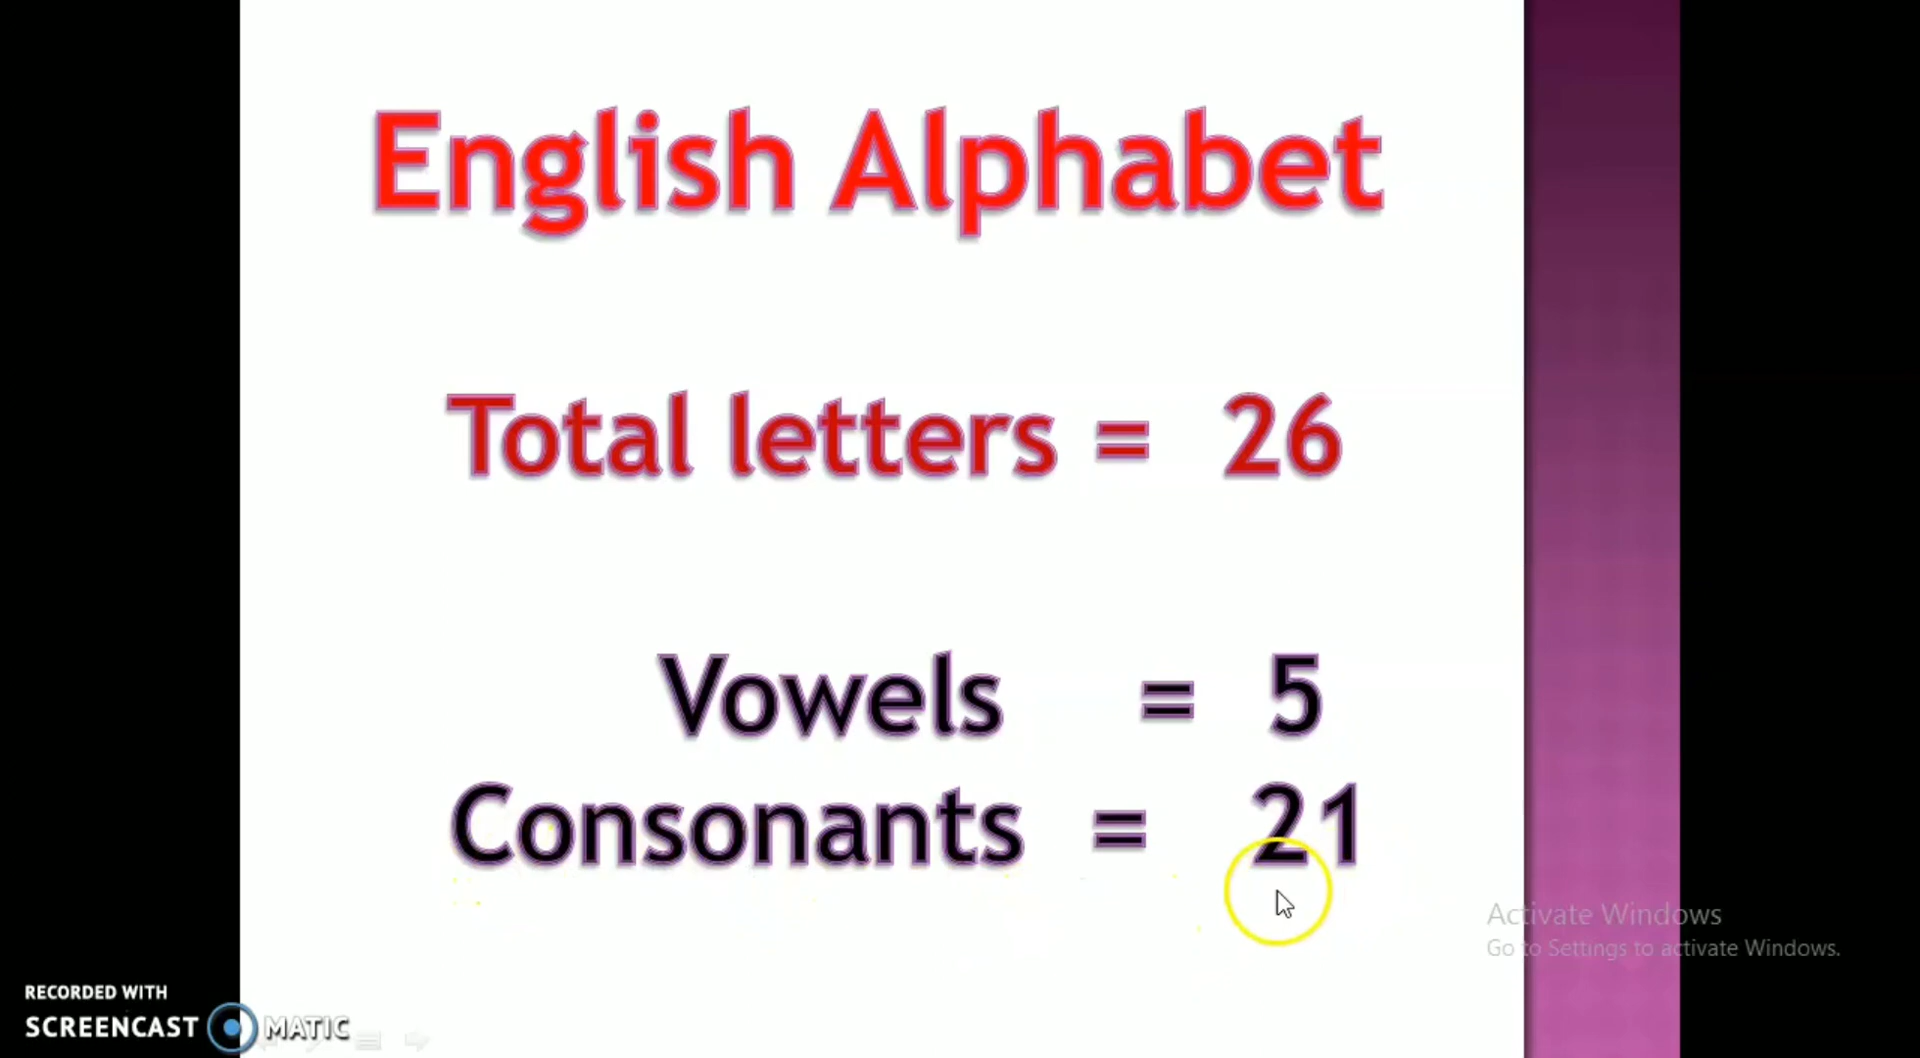 English Alphabet
Total letters = 26
Vowels = 5
Consonants = 21
Activate Windows
Go to Settings to activate Windows.
RECORDED WITH
SCREENCAST MATIC